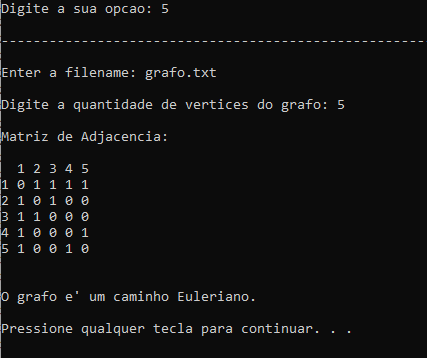 Digite a sua opcao: 5
-----------------------------------------------------
Enter a filename: grafo.txt
Digite a quantidade de vertices do grafo: 5
Matriz de Adjacencia:
1 2 3 4 5
1 0 1 1 1 1
2 1 0 1 0 0
3 1 1 0 0 0
4 1 0 0 0 1
5 1 0 0 1 0
O grafo e' um caminho Euleriano.
Pressione qualquer tecla para continuar. . .